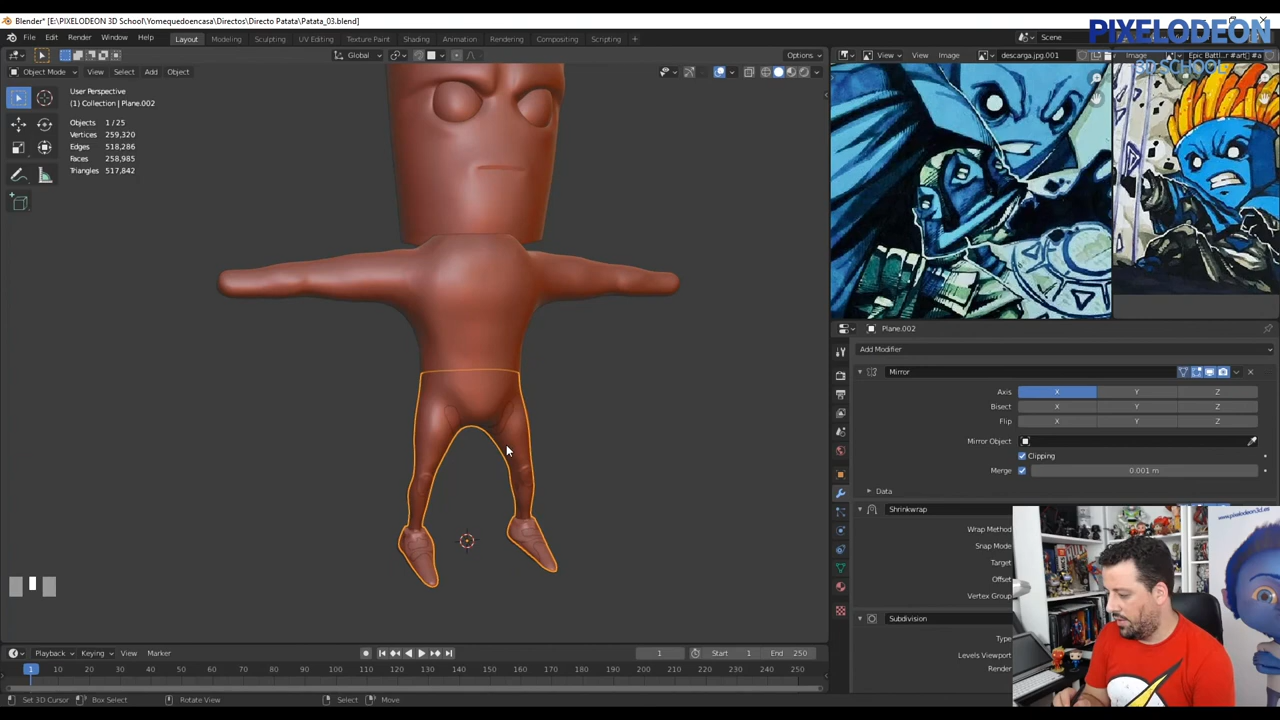 Blender* [E:\PIXELODEON 3D School\Yomequedoencasa\Directos\Directo Patata\Patata_03.blend]
File Edit Render Window Help Layout Modeling Sculpting UV Editing Texture Paint Shading Animation Rendering Compositing Scripting + Scene
PIXELODEON
3D SCHOOL
Global Options View View Image descarga.jpg.001 Image Epic Battl
Object Mode View Select Add Object
User Perspective
(1) Collection | Plane.002
Objects 1 / 25
Vertices 259,320
Edges 518,286
Faces 258,985
Triangles 517,842
Plane.002
Add Modifier
Mirror
Axis X Y Z
Bisect X Y Z
Flip X Y Z
Mirror Object
Clipping
Merge 0.001 m
Data
Shrinkwrap
Wrap Method
Snap Mode
Target
Offset
Vertex Group
Subdivision
Type
Levels Viewport
Render
Playback Keying View Marker 1 Start 1 End 250
1 10 20 30 40 50 60 70 80 90 100 110 120 130 140 150 160 170 180 190 200 210 220 230 240 250
Set 3D Cursor Box Select Rotate View Select Move